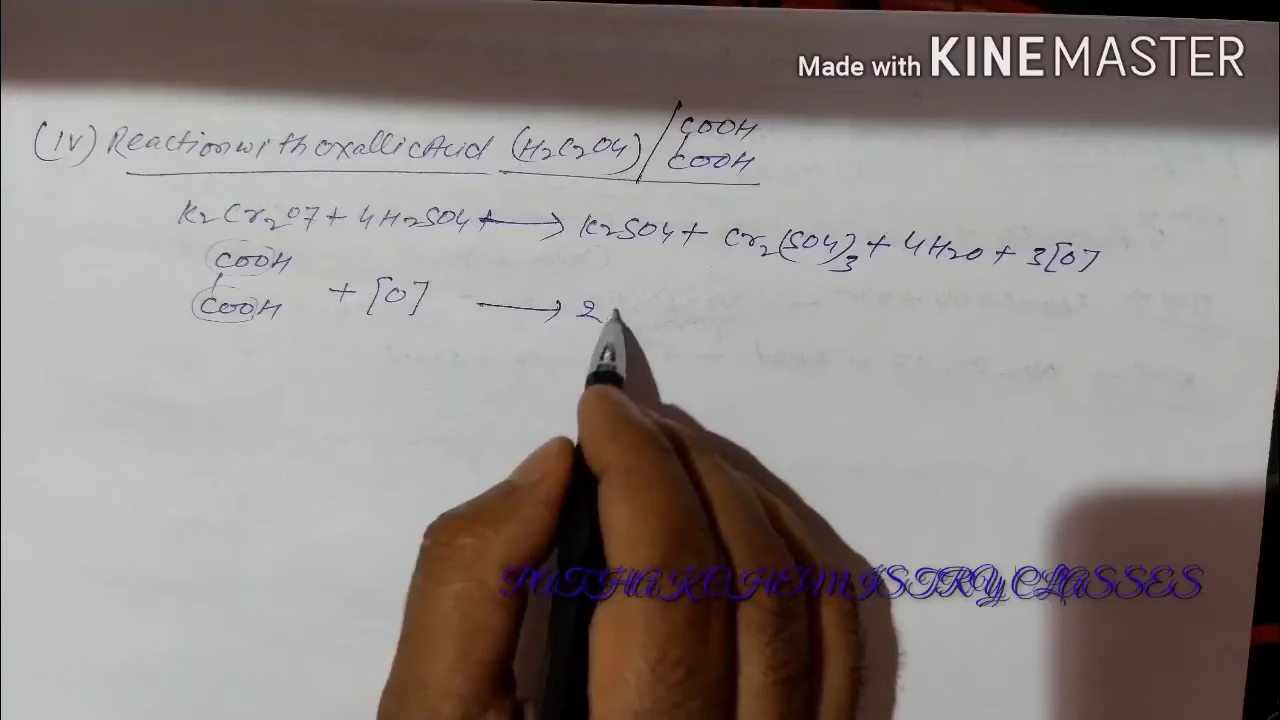 Made with KINEMASTER
(IV) Reaction with oxallic Acid (H2C2O4) / COOH
COOH
K2Cr2O7 + 4H2SO4 ⟶ K2SO4 + Cr2(SO4)3 + 4H2O + 3[O]
COOH
COOH + [O] ⟶ 2
PATHAK CHEMISTRY CLASSES